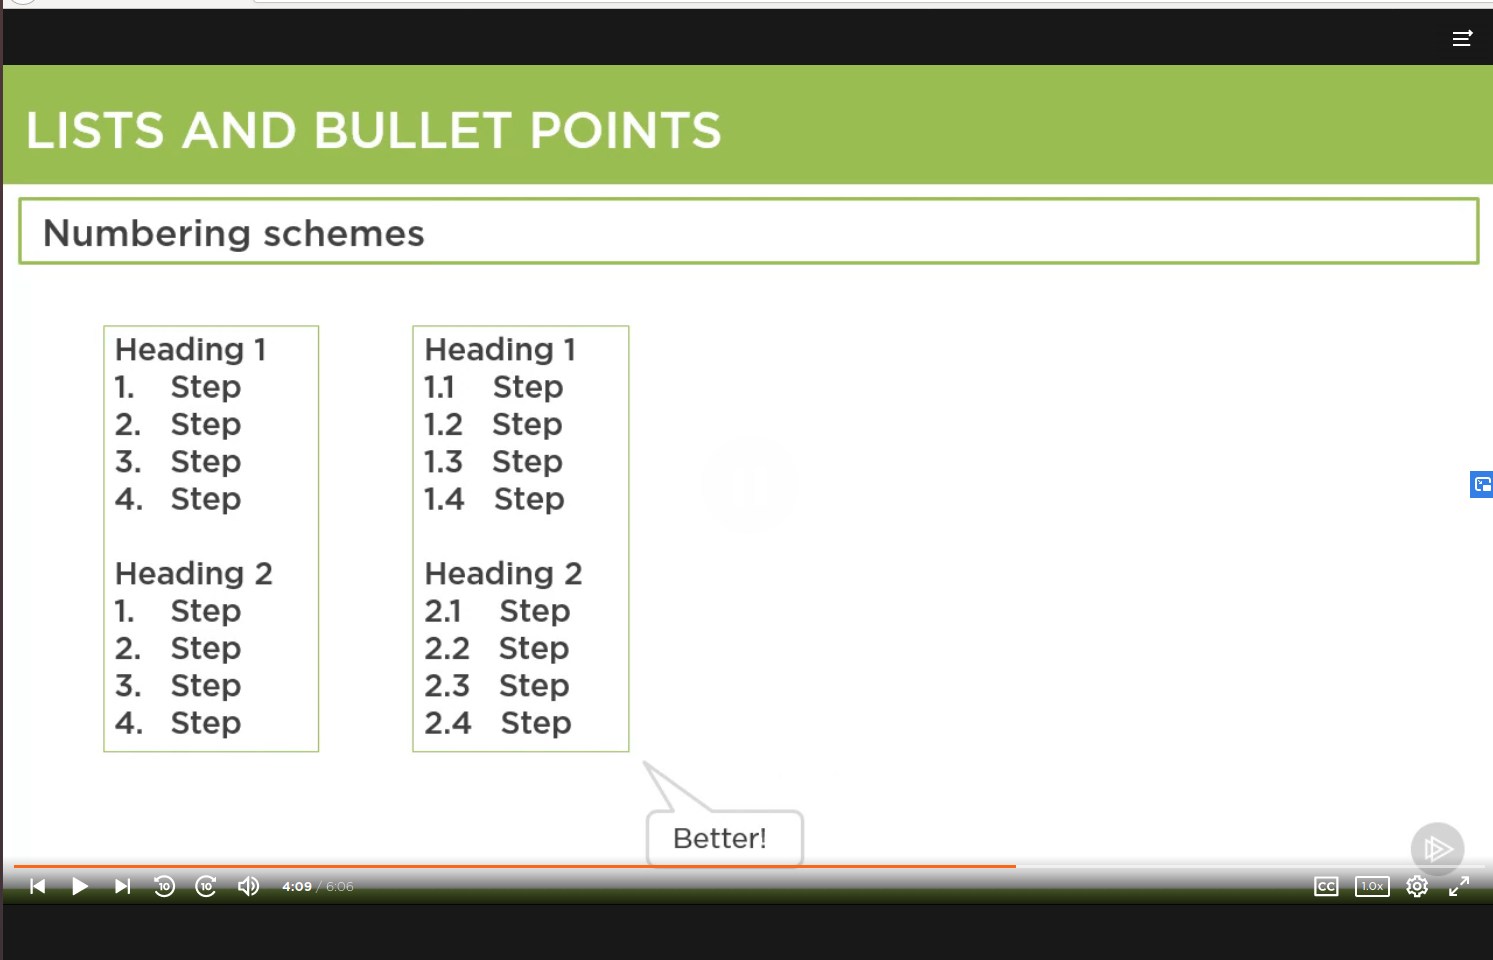 LISTS AND BULLET POINTS
Numbering schemes
Heading 1
1. Step
2. Step
3. Step
4. Step
Heading 2
1. Step
2. Step
3. Step
4. Step
Heading 1
1.1 Step
1.2 Step
1.3 Step
1.4 Step
Heading 2
2.1 Step
2.2 Step
2.3 Step
2.4 Step
Better!
10 10 4:09 / 6:06 CC 1.0x